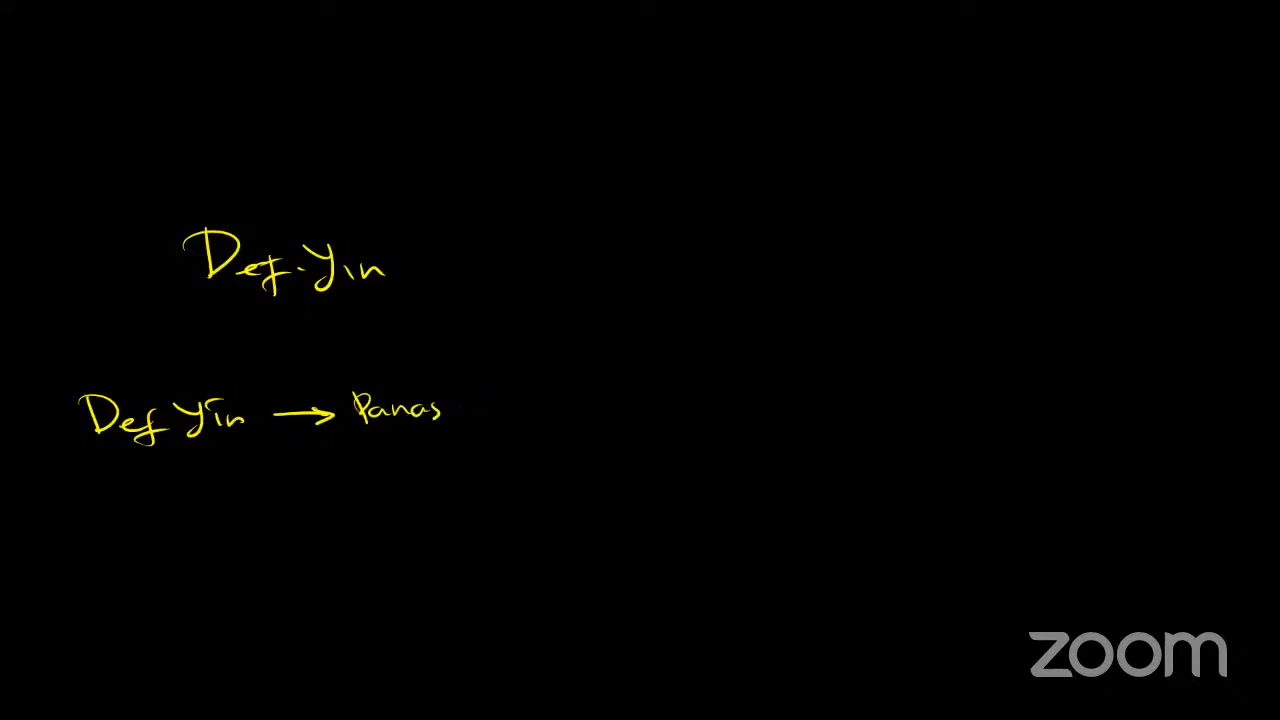 Def. Yin
Def Yin → Panas
zoom